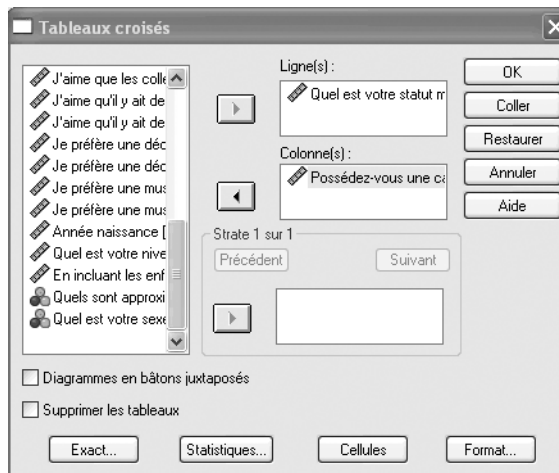 Tableaux croisés
J'aime que les colle
J'aime qu'il y ait de
J'aime qu'il y ait de
Je préfère une déc
Je préfère une déc
Je préfère une mus
Je préfère une mus
Année naissance [
Quel est votre nive
En incluant les enf
Quels sont approxi
Quel est votre sexe
Ligne(s) :
Quel est votre statut m
Colonne(s) :
Possédez-vous une ca
Strate 1 sur 1
Précédent
Suivant
OK
Coller
Restaurer
Annuler
Aide
Diagrammes en bâtons juxtaposés
Supprimer les tableaux
Exact...
Statistiques...
Cellules
Format...